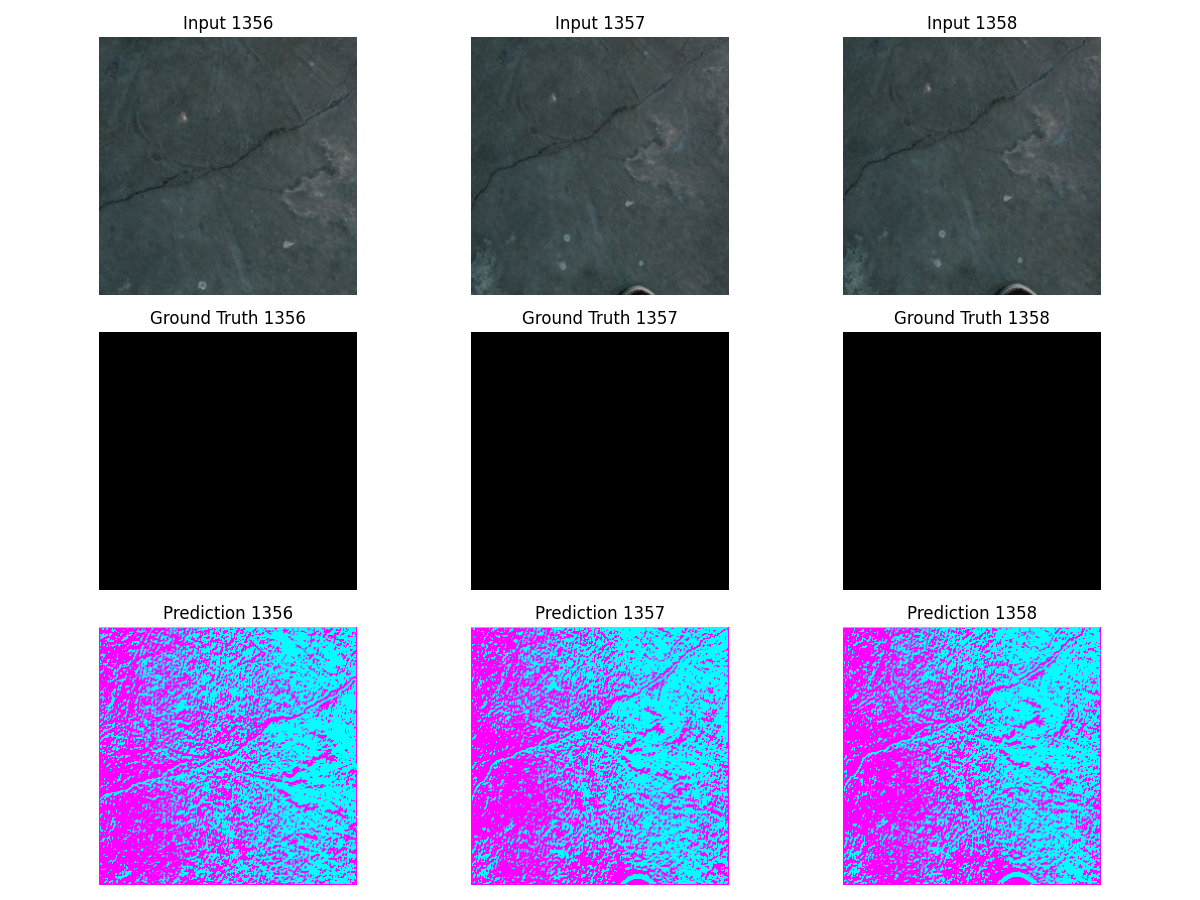 Input 1356
Input 1357
Input 1358
Ground Truth 1356
Ground Truth 1357
Ground Truth 1358
Prediction 1356
Prediction 1357
Prediction 1358